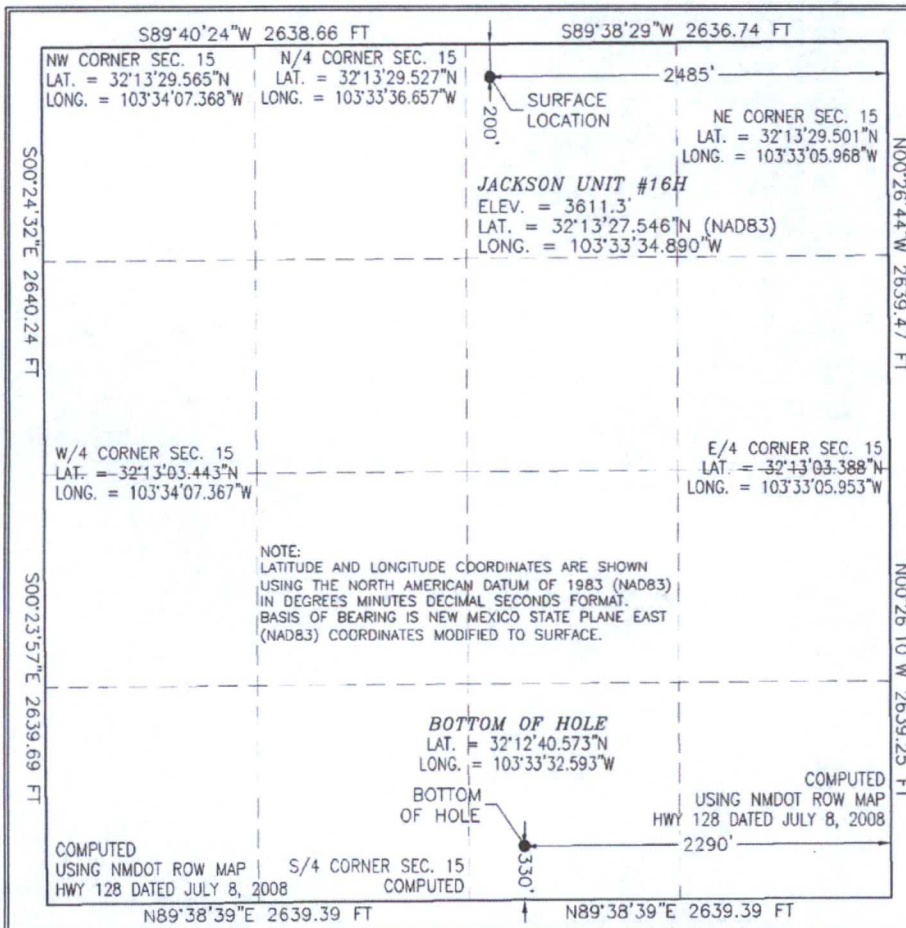 S89°40'24"W 2638.66 FT
S89°38'29"W 2636.74 FT
NW CORNER SEC. 15
LAT. = 32°13'29.565"N
LONG. = 103°34'07.368"W
N/4 CORNER SEC. 15
LAT. = 32°13'29.527"N
LONG. = 103°33'36.657"W
2485'
200'
SURFACE
LOCATION
NE CORNER SEC. 15
LAT. = 32°13'29.501"N
LONG. = 103°33'05.968"W
JACKSON UNIT #16H
ELEV. = 3611.3'
LAT. = 32°13'27.546"N (NAD83)
LONG. = 103°33'34.890"W
S00°24'32"E 2640.24 FT
N00°26'44"W 2639.47 FT
W/4 CORNER SEC. 15
LAT. = 32°13'03.443"N
LONG. = 103°34'07.367"W
E/4 CORNER SEC. 15
LAT. = 32°13'03.388"N
LONG. = 103°33'05.953"W
NOTE:
LATITUDE AND LONGITUDE COORDINATES ARE SHOWN
USING THE NORTH AMERICAN DATUM OF 1983 (NAD83)
IN DEGREES MINUTES DECIMAL SECONDS FORMAT.
BASIS OF BEARING IS NEW MEXICO STATE PLANE EAST
(NAD83) COORDINATES MODIFIED TO SURFACE.
S00°23'57"E 2639.69 FT
N00°26'10"W 2639.25 FT
BOTTOM OF HOLE
LAT. = 32°12'40.573"N
LONG. = 103°33'32.593"W
BOTTOM
OF HOLE
COMPUTED
USING NMDOT ROW MAP
HWY 128 DATED JULY 8, 2008
2290'
330'
COMPUTED
USING NMDOT ROW MAP
HWY 128 DATED JULY 8, 2008
S/4 CORNER SEC. 15
COMPUTED
N89°38'39"E 2639.39 FT
N89°38'39"E 2639.39 FT